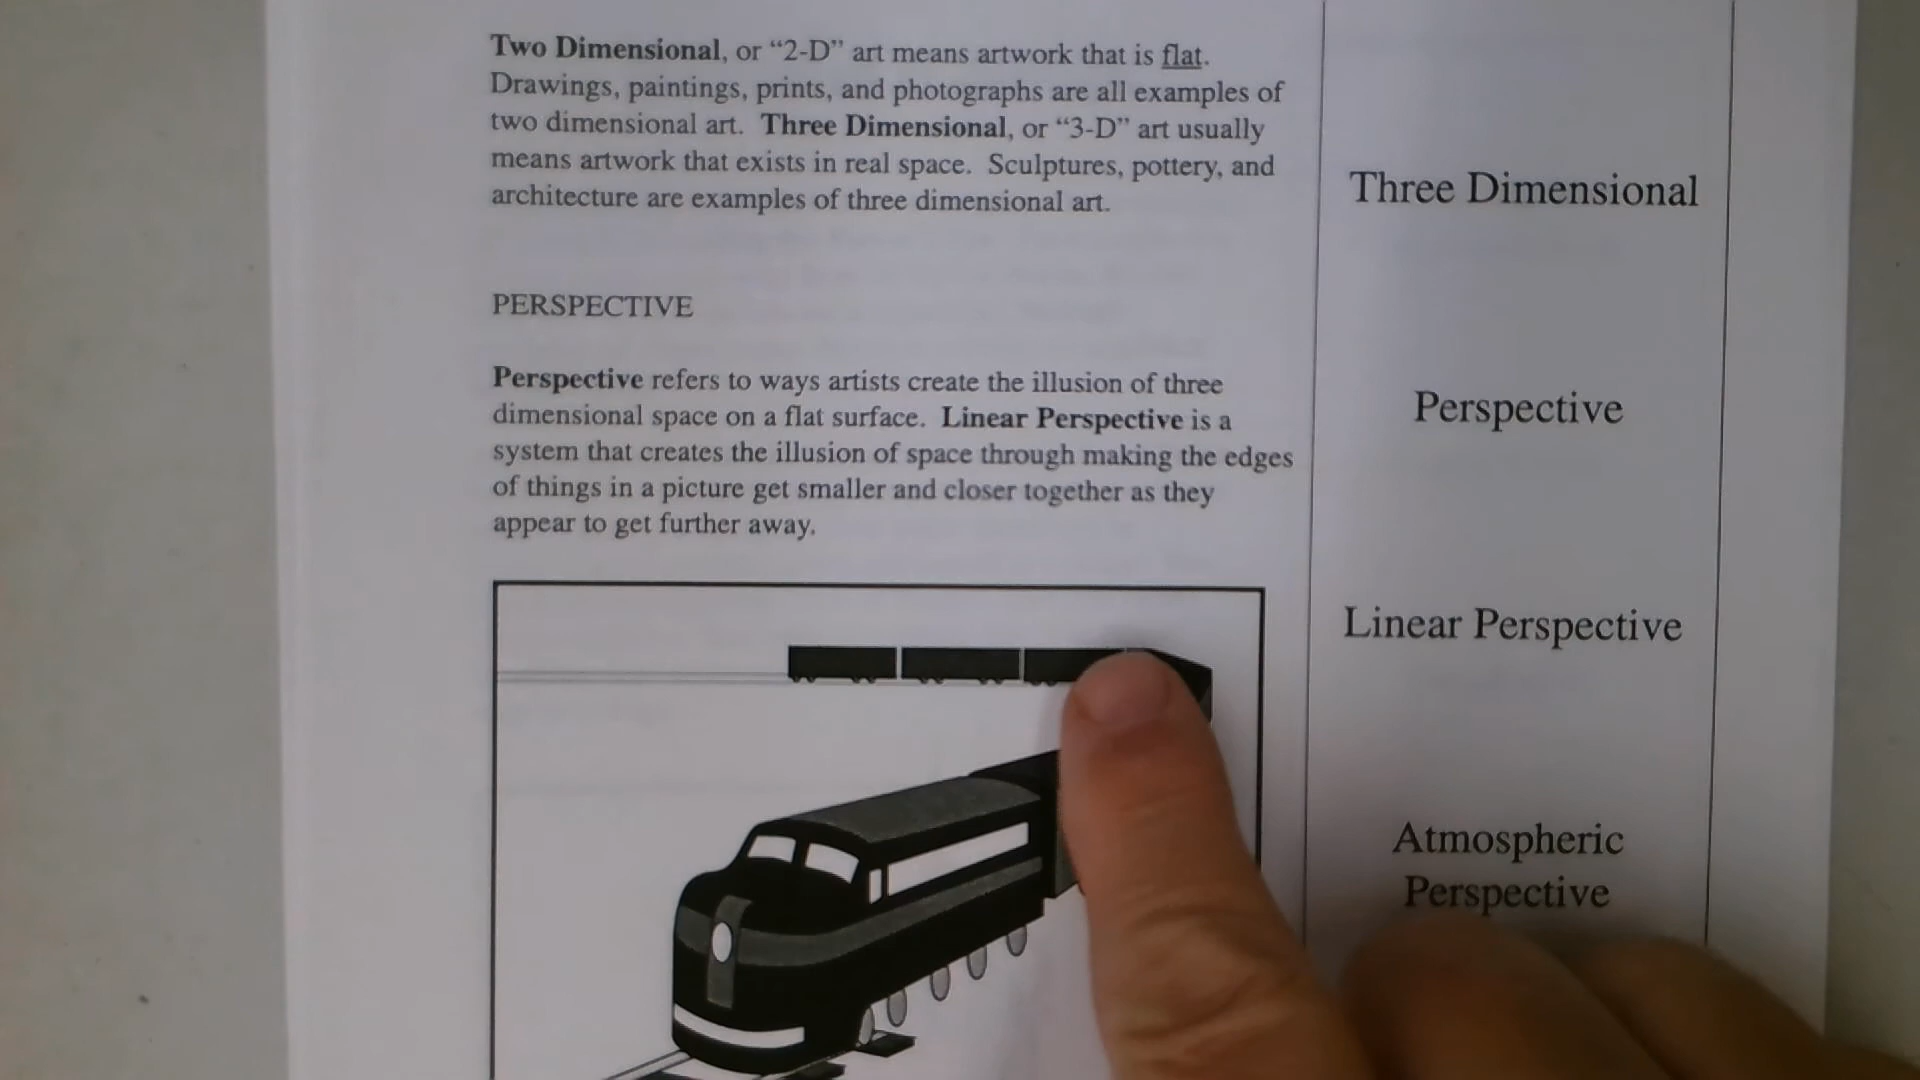 Two Dimensional, or “2-D” art means artwork that is flat.
Drawings, paintings, prints, and photographs are all examples of
two dimensional art.  Three Dimensional, or “3-D” art usually
means artwork that exists in real space.  Sculptures, pottery, and
architecture are examples of three dimensional art.
PERSPECTIVE
Perspective refers to ways artists create the illusion of three
dimensional space on a flat surface.  Linear Perspective is a
system that creates the illusion of space through making the edges
of things in a picture get smaller and closer together as they
appear to get further away.
Three Dimensional
Perspective
Linear Perspective
Atmospheric
Perspective